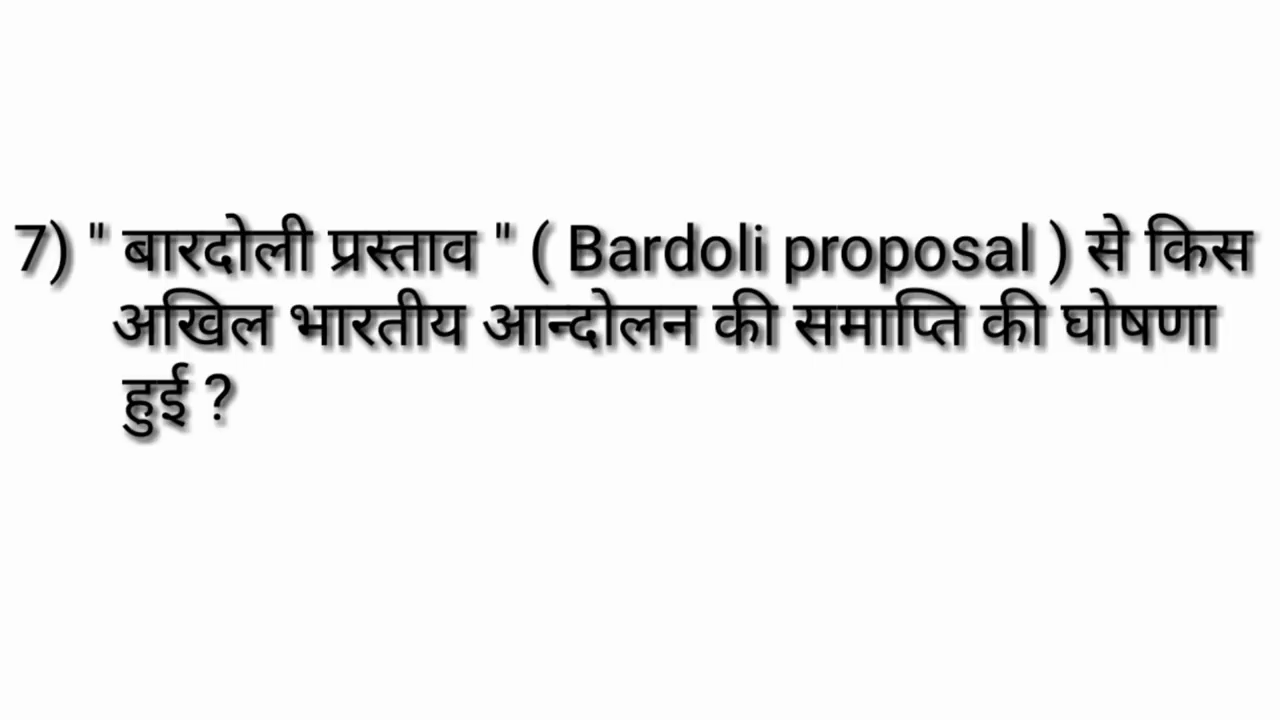 7) " बारदोली प्रस्ताव " ( Bardoli proposal ) से किस
अखिल भारतीय आन्दोलन की समाप्ति की घोषणा
हुई ?